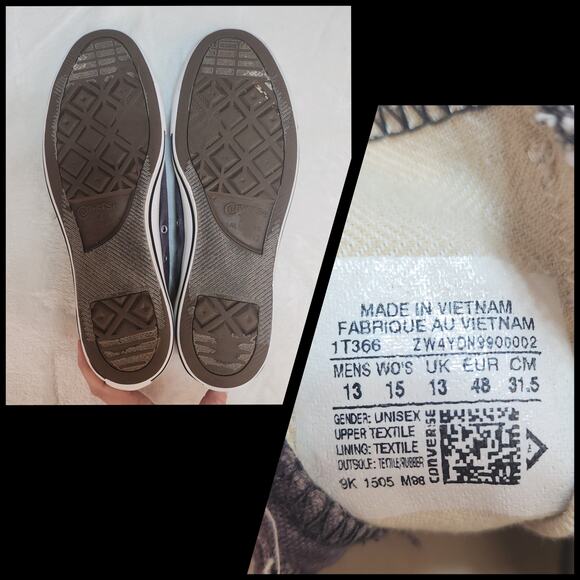 MADE IN VIETNAM
FABRIQUE AU VIETNAM
1T366 ZW4YDN9900002
MENS WO'S UK EUR CM
13 15 13 48 31.5
GENDER: UNISEX
UPPER TEXTILE
LINING: TEXTILE
OUTSOLE: TEXTILE/RUBBER
9K 1505 M98
CONVERSE